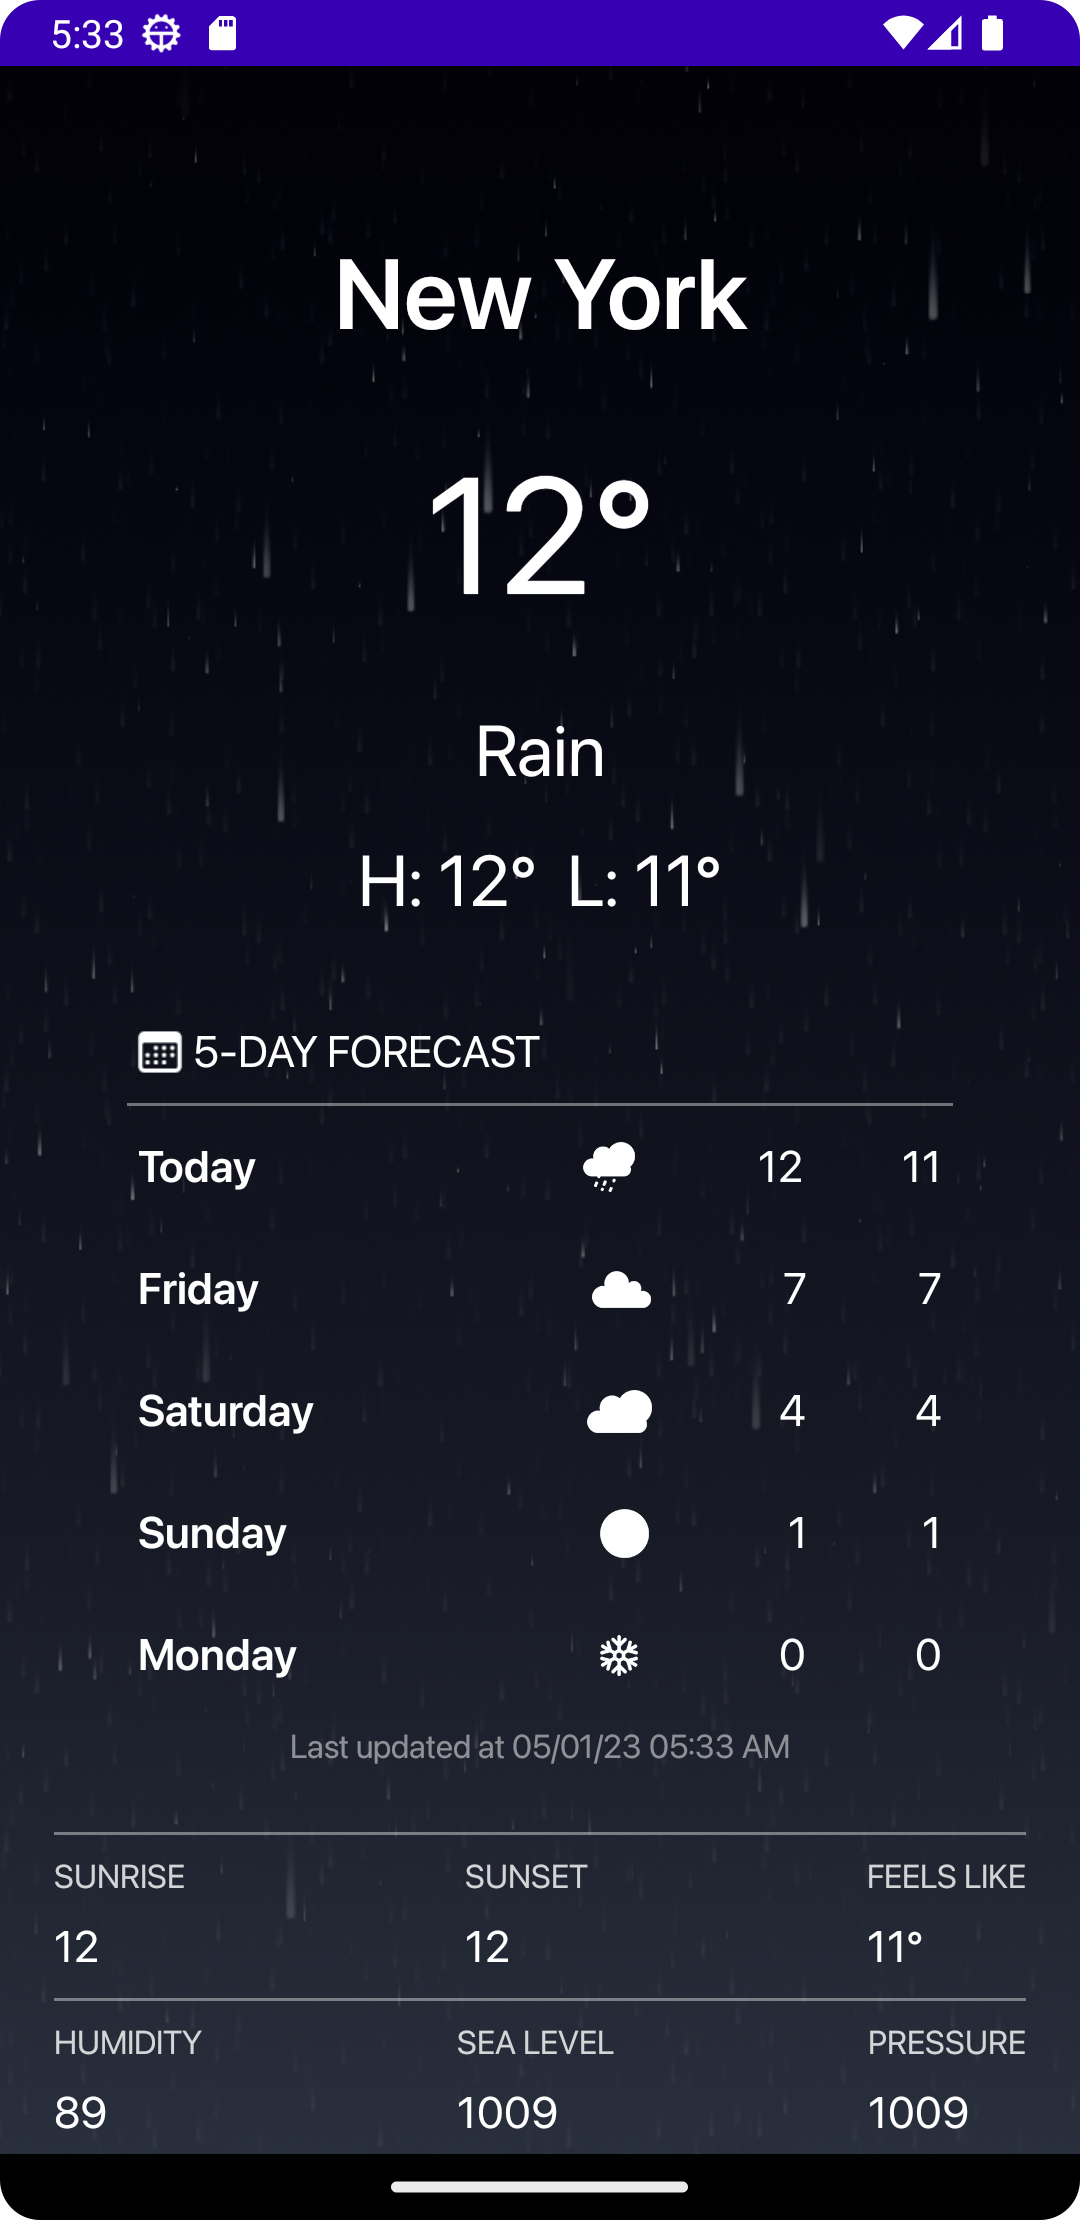 5:33
New York
12°
Rain
H: 12° L: 11°
5-DAY FORECAST
Today 12 11
Friday 7 7
Saturday 4 4
Sunday 1 1
Monday 0 0
Last updated at 05/01/23 05:33 AM
SUNRISE SUNSET FEELS LIKE
12 12 11°
HUMIDITY SEA LEVEL PRESSURE
89 1009 1009